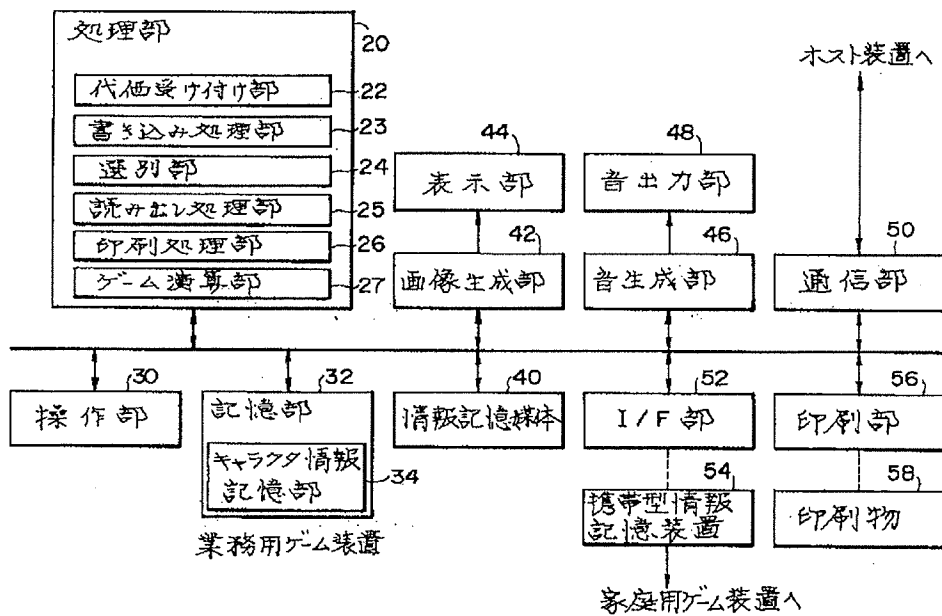 処理部
20
代価受け付け部
22
書き込み処理部
23
選別部
24
読み出し処理部
25
印刷処理部
26
ゲーム演算部
27
ホスト装置へ
44
表示部
48
音出力部
42
画像生成部
46
音生成部
50
通信部
30
操作部
32
記憶部
キャラクタ情報
記憶部
34
業務用ゲーム装置
40
情報記憶媒体
52
I/F部
54
携帯型情報
記憶装置
家庭用ゲーム装置へ
56
印刷部
58
印刷物